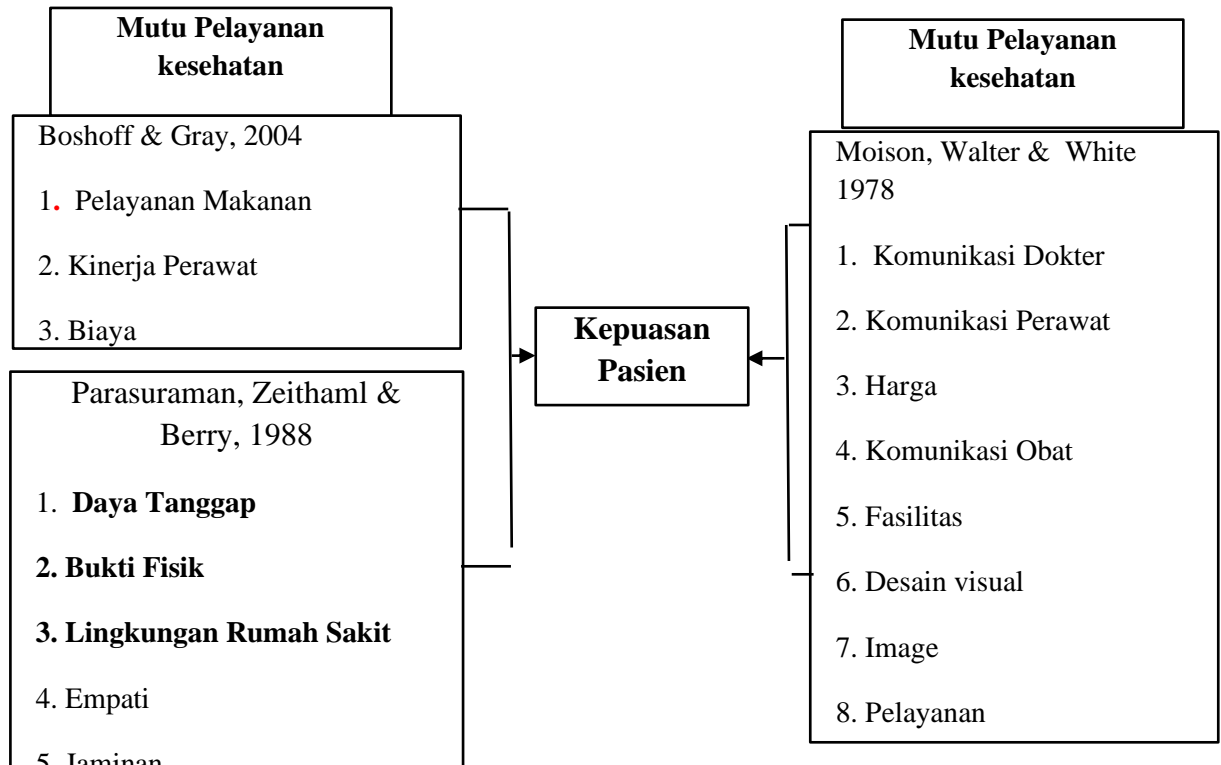 Mutu Pelayanan
kesehatan
Boshoff & Gray, 2004
1. Pelayanan Makanan
2. Kinerja Perawat
3. Biaya
Parasuraman, Zeithaml &
Berry, 1988
1. Daya Tanggap
2. Bukti Fisik
3. Lingkungan Rumah Sakit
4. Empati
5. Jaminan
Kepuasan
Pasien
Mutu Pelayanan
kesehatan
Moison, Walter & White
1978
1. Komunikasi Dokter
2. Komunikasi Perawat
3. Harga
4. Komunikasi Obat
5. Fasilitas
6. Desain visual
7. Image
8. Pelayanan